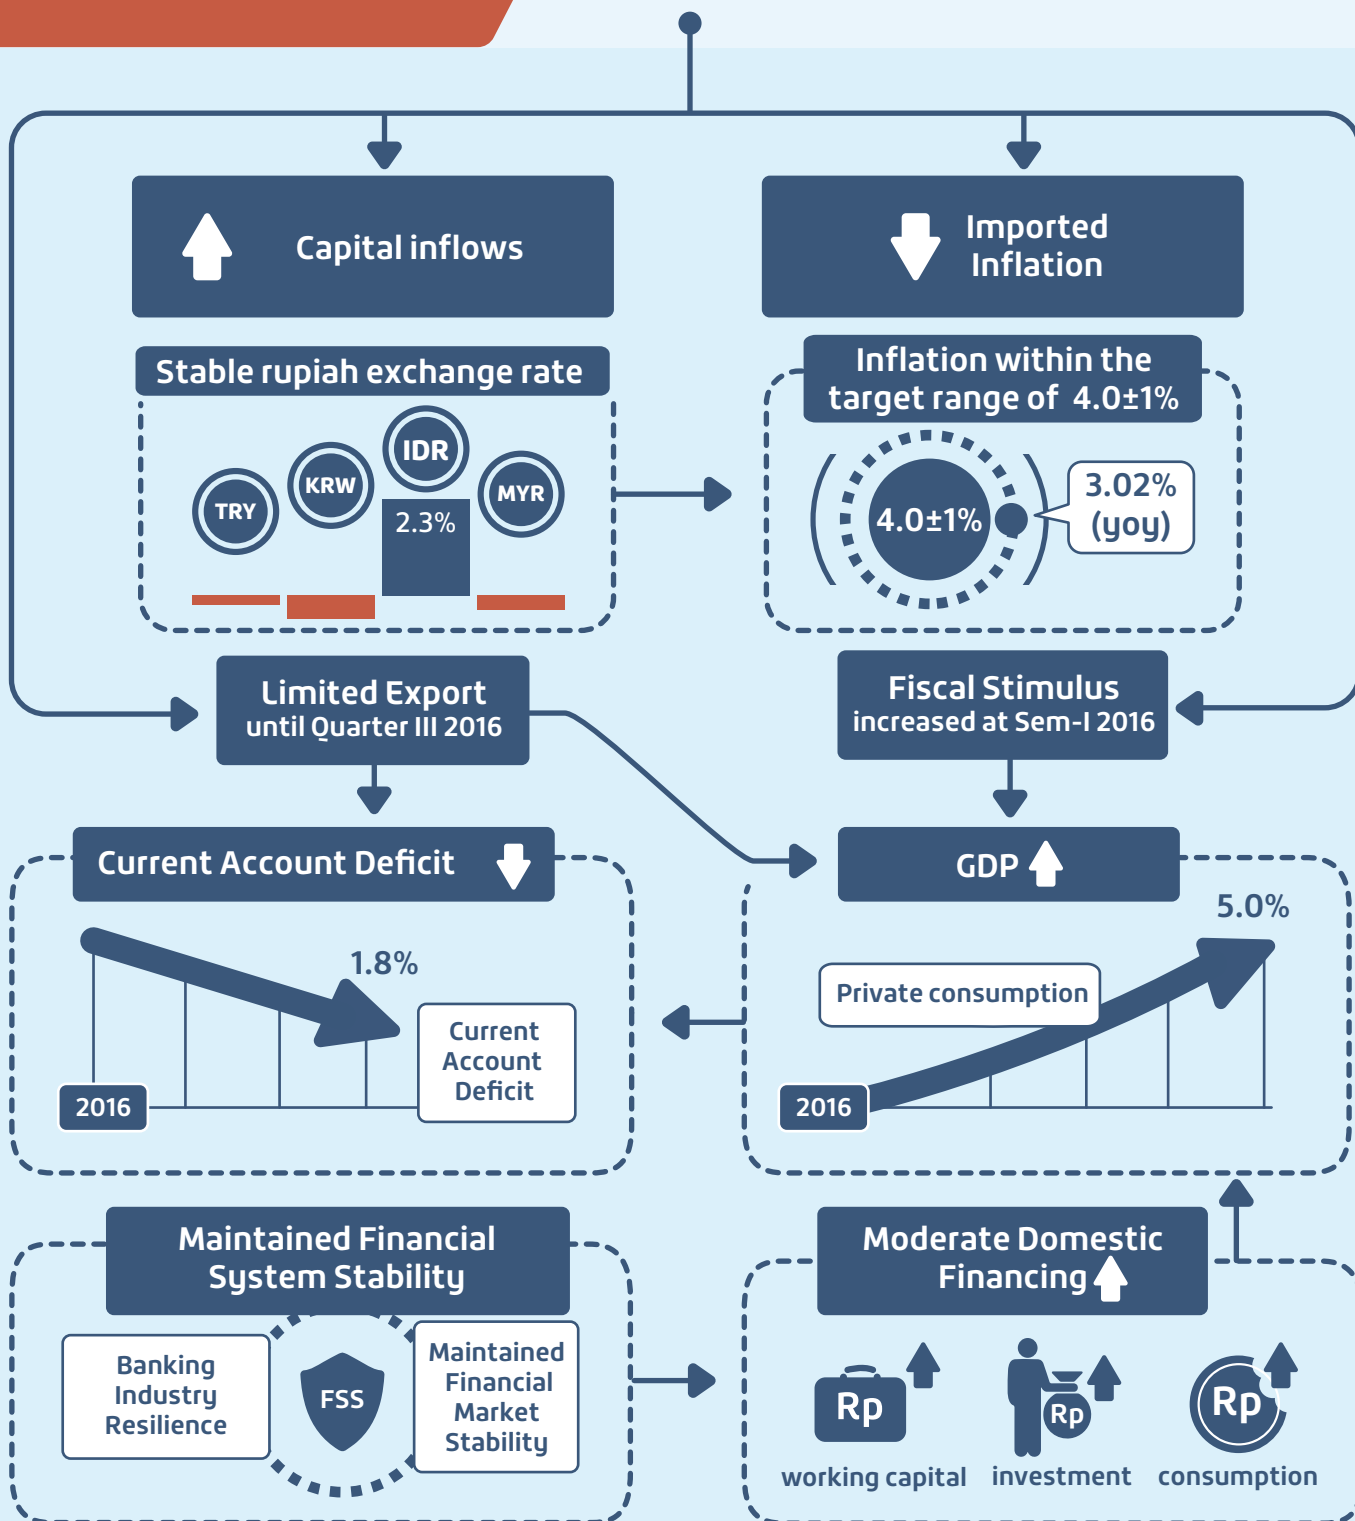 Capital inflows
Imported
Inflation
Stable rupiah exchange rate
TRY
KRW
IDR
MYR
2.3%
Inflation within the
target range of 4.0±1%
4.0±1%
3.02%
(yoy)
Limited Export
until Quarter III 2016
Fiscal Stimulus
increased at Sem-I 2016
Current Account Deficit
1.8%
Current
Account
Deficit
2016
GDP
5.0%
Private consumption
2016
Maintained Financial
System Stability
Banking
Industry
Resilience
FSS
Maintained
Financial
Market
Stability
Moderate Domestic
Financing
Rp
Rp
Rp
working capital
investment
consumption